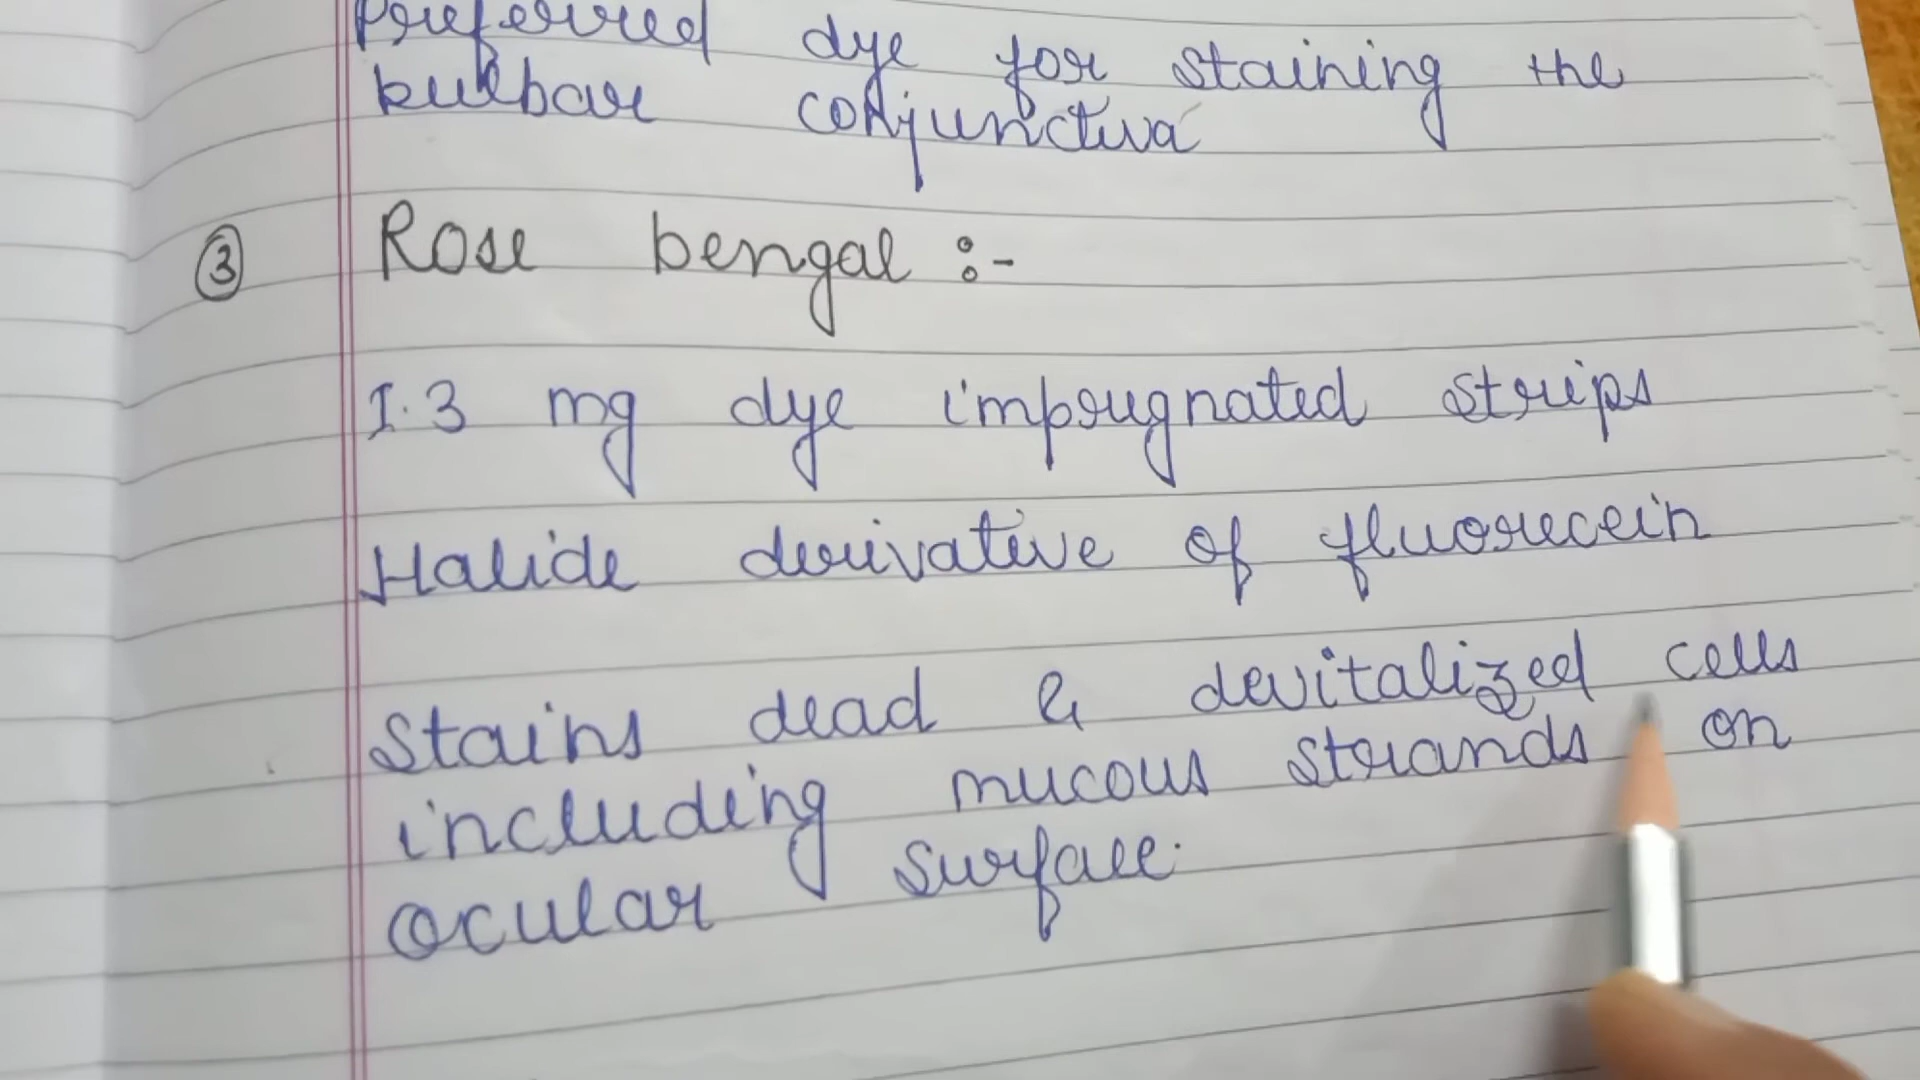 Preferred dye for staining the
bulbar conjunctiva
③ Rose bengal :-
1.3 mg dye impregnated strips
Halide derivative of fluorecein
Stains dead & devitalized cells
including mucous strands on
ocular surface.